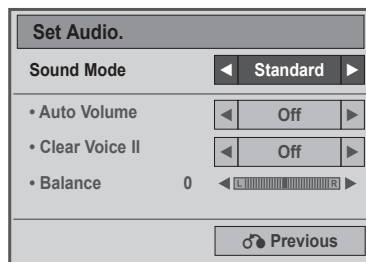 Set Audio.
Sound Mode ◀ Standard ▶
• Auto Volume ◀ Off ▶
• Clear Voice II ◀ Off ▶
• Balance 0 ◀ L R ▶
Previous